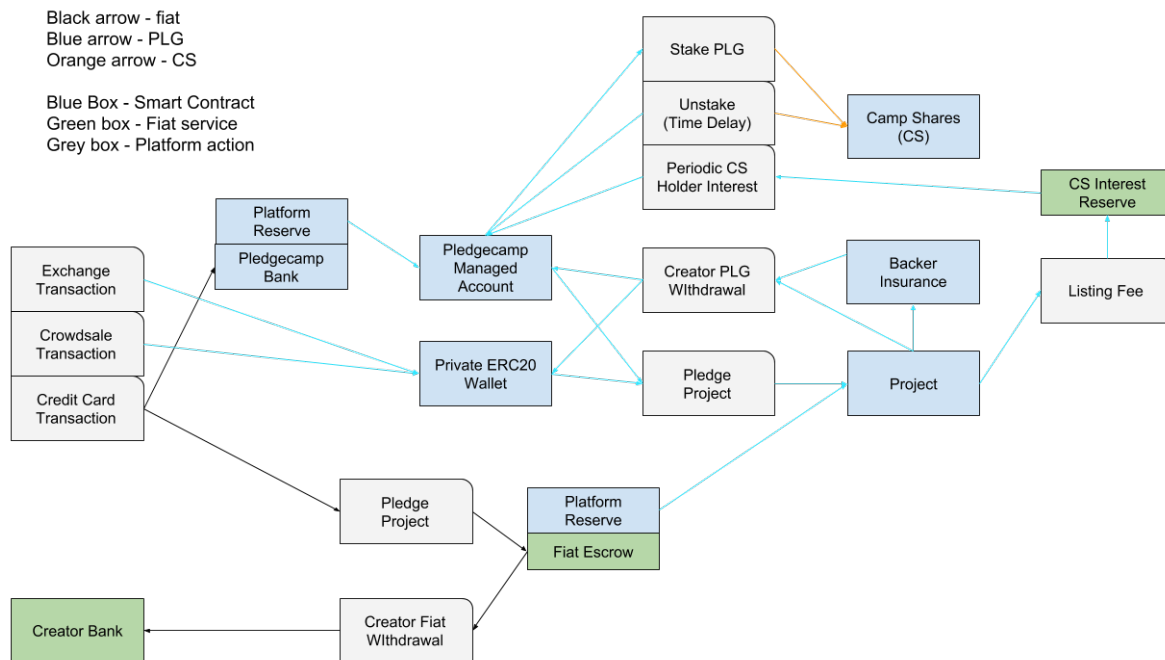 Black arrow - fiat
Blue arrow - PLG
Orange arrow - CS
Blue Box - Smart Contract
Green box - Fiat service
Grey box - Platform action
Stake PLG
Unstake
(Time Delay)
Periodic CS
Holder Interest
Camp Shares
(CS)
CS Interest
Reserve
Platform
Reserve
Pledgecamp
Bank
Exchange
Transaction
Crowdsale
Transaction
Credit Card
Transaction
Pledgecamp
Managed
Account
Creator PLG
WIthdrawal
Backer
Insurance
Listing Fee
Private ERC20
Wallet
Pledge
Project
Project
Pledge
Project
Platform
Reserve
Fiat Escrow
Creator Bank
Creator Fiat
WIthdrawal